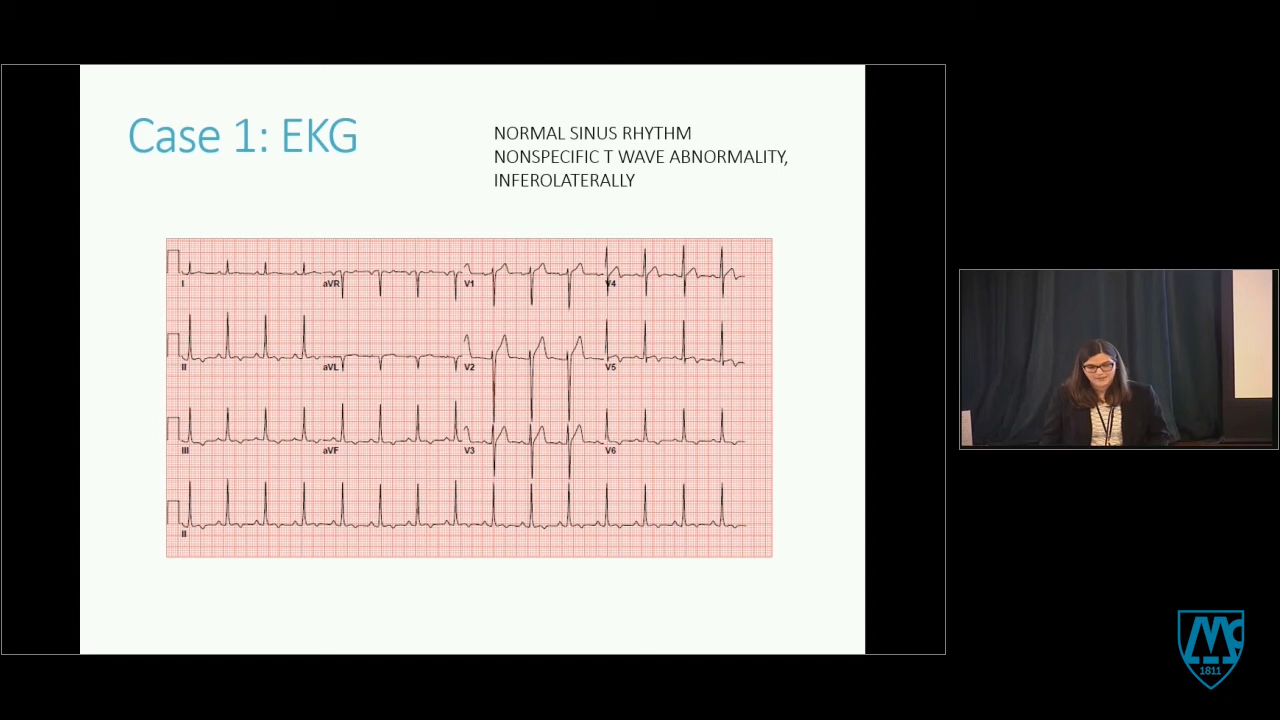 Case 1: EKG
NORMAL SINUS RHYTHM
NONSPECIFIC T WAVE ABNORMALITY,
INFEROLATERALLY
I aVR V1 V4
II aVL V2 V5
III aVF V3 V6
II
1811